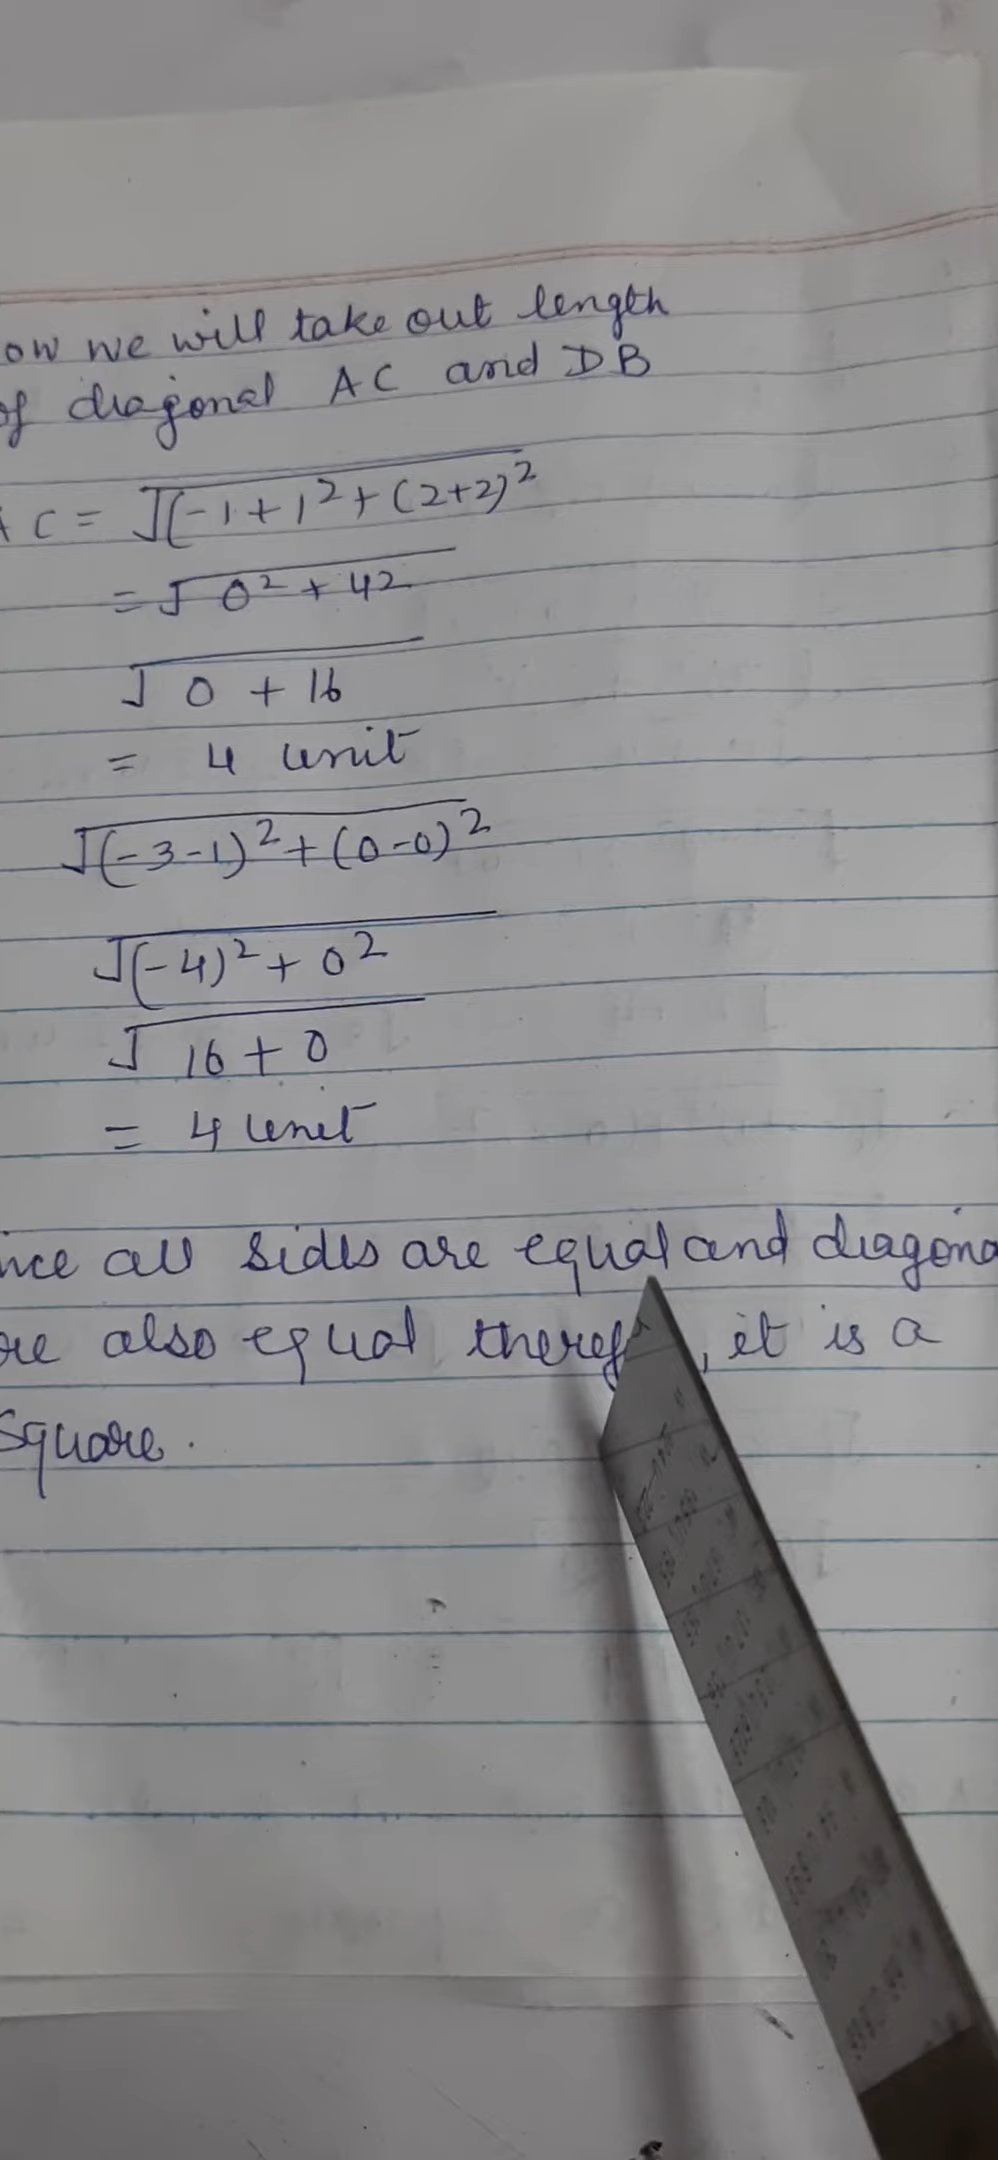 ow we will take out length
of diagonal AC and DB
AC = √(-1+1²+(2+2)²
= √0²+42
√0+16
= 4 unit
√(-3-1)²+(0-0)²
√(-4)²+0²
√16+0
= 4 unit
nce all sides are equal and diagona
re also equal theref , it is a
square.